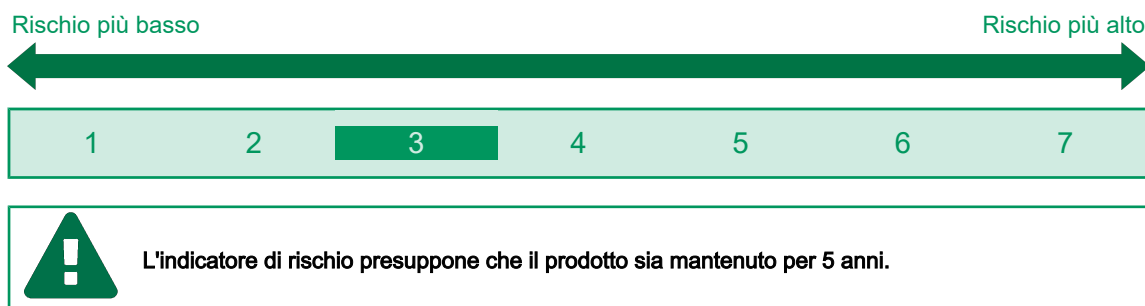 Rischio più basso Rischio più alto
1 2 3 4 5 6 7
L'indicatore di rischio presuppone che il prodotto sia mantenuto per 5 anni.